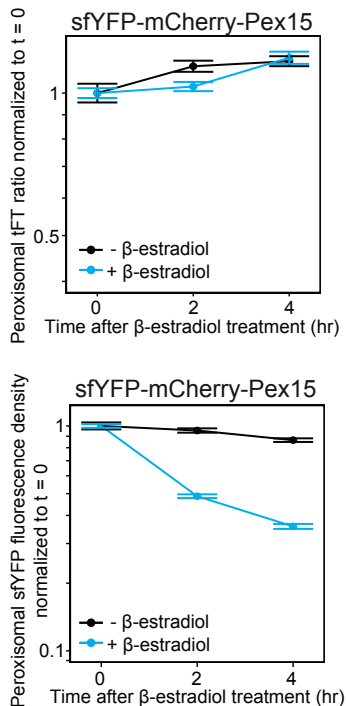 sfYFP-mCherry-Pex15
Peroxisomal tFT ratio normalized to t = 0
1
0.5
- β-estradiol
+ β-estradiol
0 2 4
Time after β-estradiol treatment (hr)
sfYFP-mCherry-Pex15
Peroxisomal sfYFP fluorescence density
normalized to t = 0
1
0.1
- β-estradiol
+ β-estradiol
0 2 4
Time after β-estradiol treatment (hr)